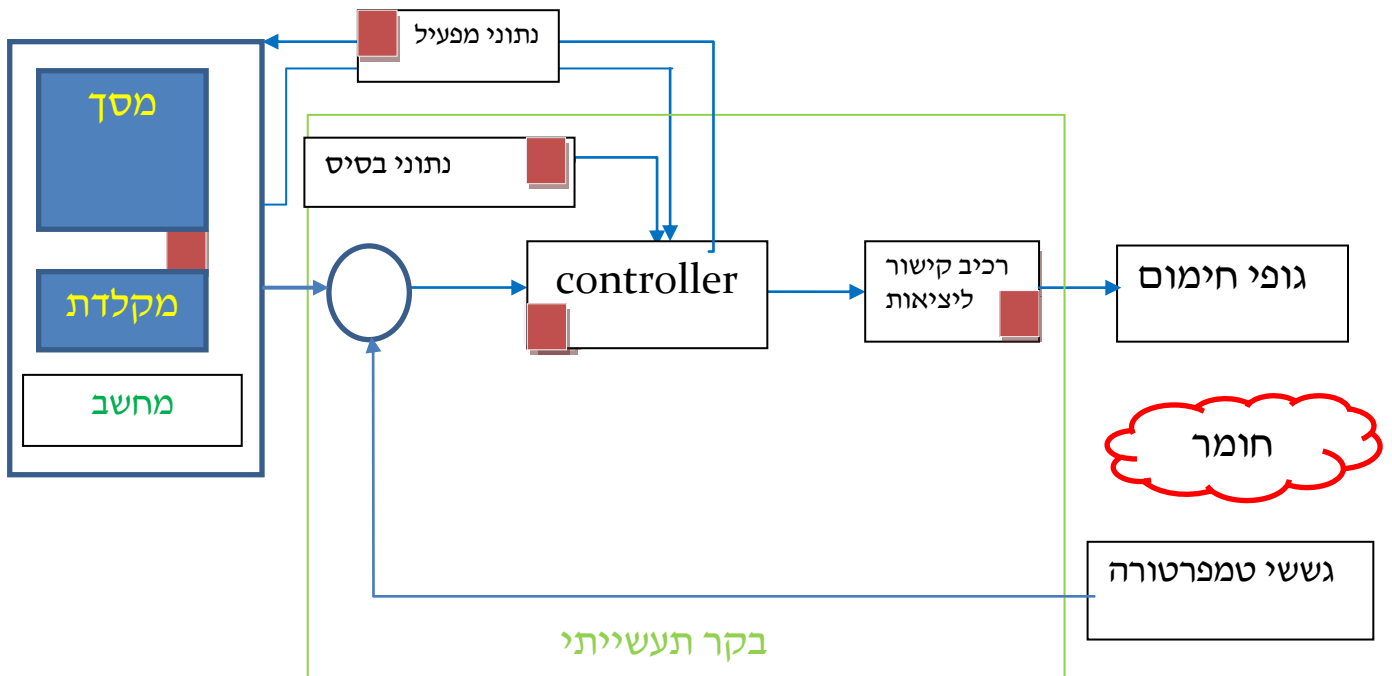 נתוני מפעיל
מסך
נתוני בסיס
controller
רכיב קישור
ליציאות
גופי חימום
מקלדת
מחשב
חומר
גששי טמפרטורה
בקר תעשייתי